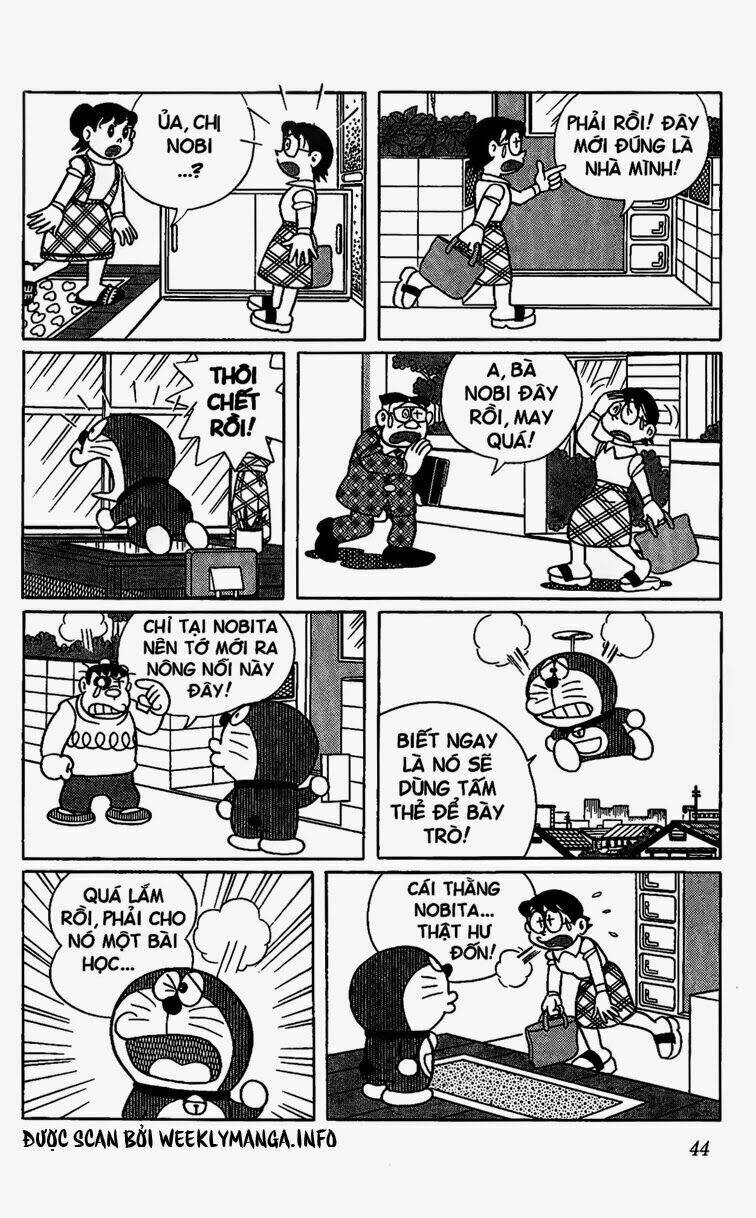 ỦA, CHỊ
NOBI
...?
PHẢI RỒI! ĐÂY
MỚI ĐÚNG LÀ
NHÀ MÌNH!
THÔI
CHẾT
RỒI!
A, BÀ
NOBI ĐÂY
RỒI, MAY
QUÁ!
CHỈ TẠI NOBITA
NÊN TỚ MỚI RA
NÔNG NỔI NÀY
ĐÂY!
BIẾT NGAY
LÀ NÓ SẼ
DÙNG TẤM
THẺ ĐỂ BÀY
TRÒ!
QUÁ LẮM
RỒI, PHẢI CHO
NÓ MỘT BÀI
HỌC...
CÁI THẰNG
NOBITA...
THẬT HƯ
ĐỐN!
ĐƯỢC SCAN BỞI WEEKLYMANGA.INFO
44